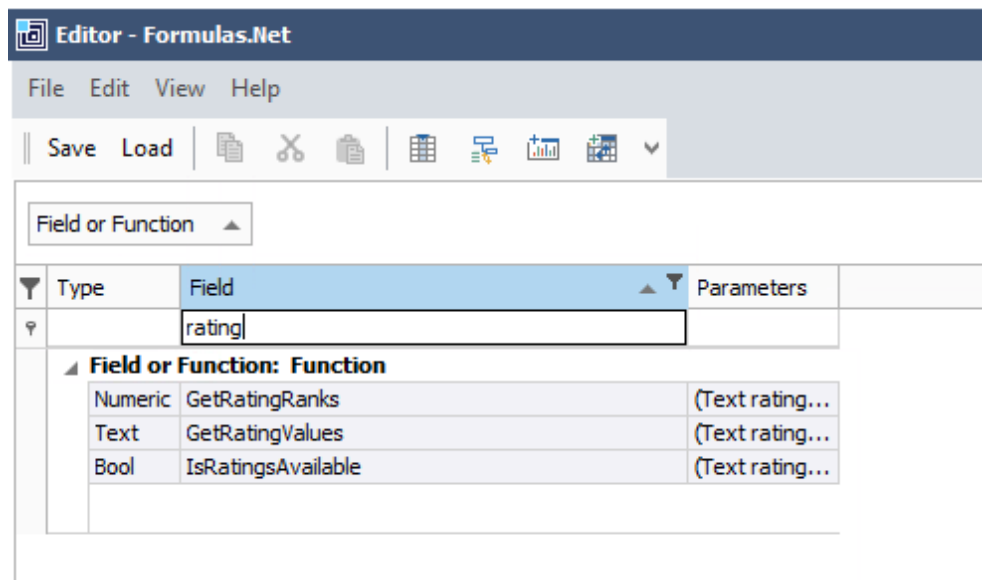 Editor - Formulas.Net
File Edit View Help
Save Load
Field or Function
Type Field Parameters
rating
Field or Function: Function
Numeric GetRatingRanks (Text rating...
Text GetRatingValues (Text rating...
Bool IsRatingsAvailable (Text rating...